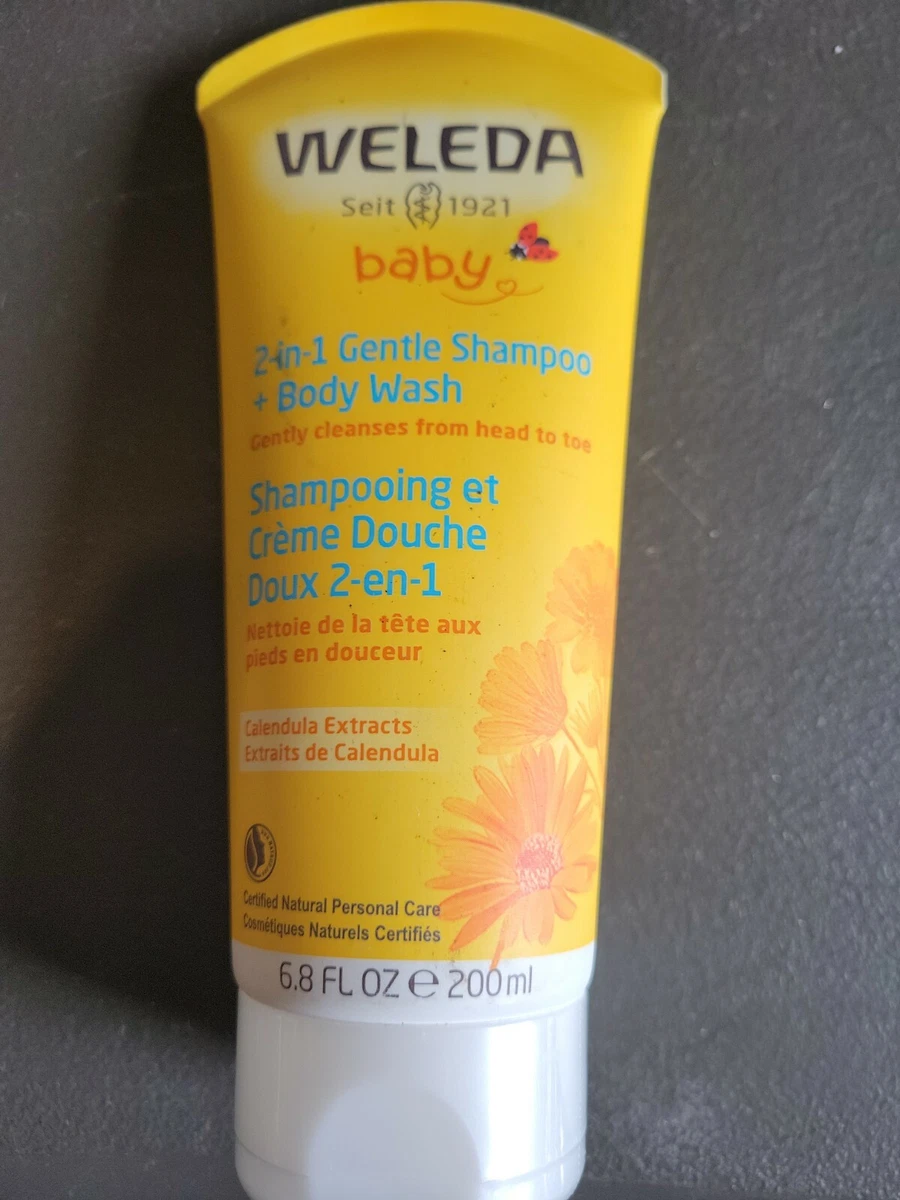 WELEDA
Seit 1921
baby
2-in-1 Gentle Shampoo
+ Body Wash
Gently cleanses from head to toe
Shampooing et
Crème Douche
Doux 2-en-1
Nettoie de la tête aux
pieds en douceur
Calendula Extracts
Extraits de Calendula
Certified Natural Personal Care
Cosmétiques Naturels Certifiés
6.8 FL OZ ℮ 200ml